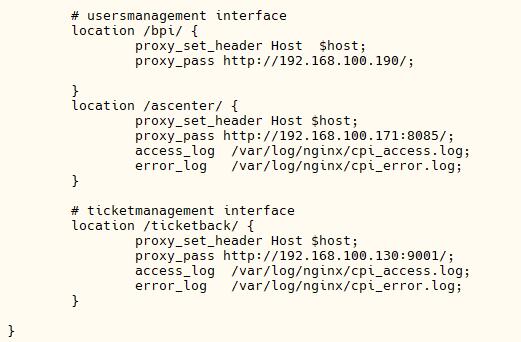 # usersmanagement interface
location /bpi/ {
proxy_set_header Host  $host;
proxy_pass http://192.168.100.190/;
}
location /ascenter/ {
proxy_set_header Host $host;
proxy_pass http://192.168.100.171:8085/;
access_log  /var/log/nginx/cpi_access.log;
error_log   /var/log/nginx/cpi_error.log;
}
# ticketmanagement interface
location /ticketback/ {
proxy_set_header Host $host;
proxy_pass http://192.168.100.130:9001/;
access_log  /var/log/nginx/cpi_access.log;
error_log   /var/log/nginx/cpi_error.log;
}
}